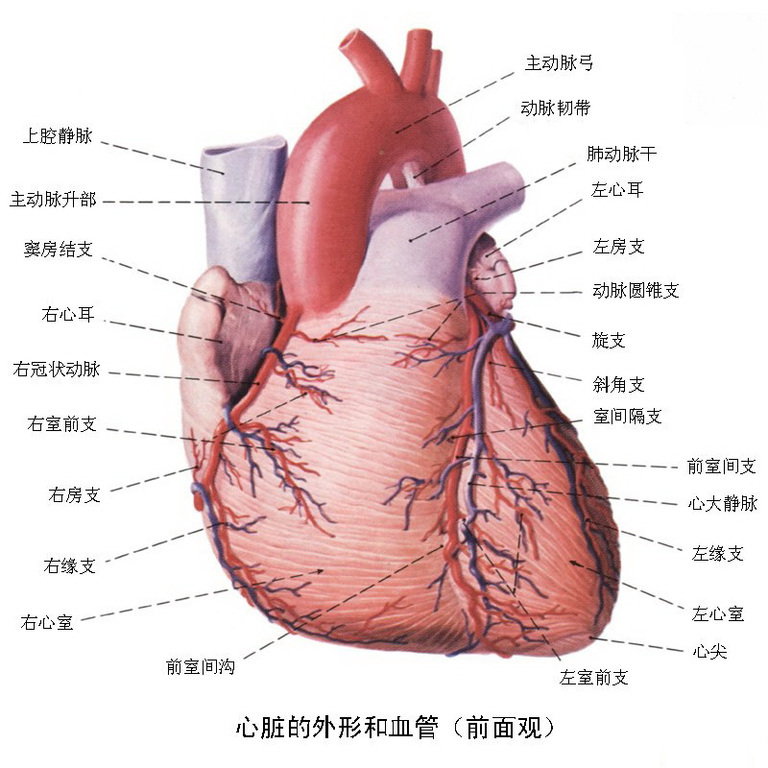 主动脉弓
动脉韧带
上腔静脉
肺动脉干
左心耳
主动脉升部
窦房结支
左房支
动脉圆锥支
右心耳
旋支
右冠状动脉
斜角支
右室前支
室间隔支
前室间支
右房支
心大静脉
左缘支
右缘支
左心室
右心室
心尖
前室间沟
左室前支
心脏的外形和血管（前面观）